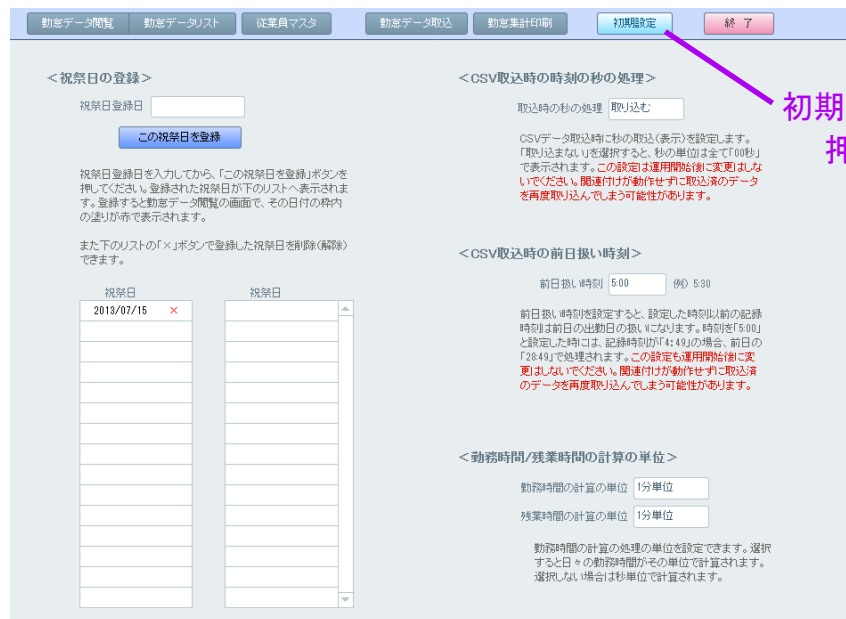 勤怠データ閲覧 勤怠データリスト 従業員マスタ 勤怠データ取込 勤怠集計印刷 初期設定 終 了
＜祝祭日の登録＞
祝祭日登録日
この祝祭日を登録
祝祭日登録日を入力してから、「この祝祭日を登録」ボタンを
押してください。登録された祝祭日が下のリストへ表示されま
す。登録すると勤怠データ閲覧の画面で、その日付の枠内
の塗りが赤で表示されます。
また下のリストの「×」ボタンで登録した祝祭日を削除（解除）
できます。
祝祭日 祝祭日
2013/07/15 ×
＜CSV取込時の時刻の秒の処理＞
取込時の秒の処理 取り込む
CSVデータ取込時に秒の取込（表示）を設定します。
「取り込まない」を選択すると、秒の単位は全て「00秒」
で表示されます。この設定は運用開始後に変更はしな
いでください。関連付けが動作せずに取込済のデータ
を再度取り込んでしまう可能性があります。
＜CSV取込時の前日扱い時刻＞
前日扱い時刻 5:00 例） 5:30
前日扱い時刻を設定すると、設定した時刻以前の記録
時刻は前日の出勤日の扱いになります。時刻を「5:00」
と設定した時には、記録時刻が「4:49」の場合、前日の
「28:49」で処理されます。この設定も運用開始後に変
更はしないでください。関連付けが動作せずに取込済
のデータを再度取り込んでしまう可能性があります。
＜勤務時間/残業時間の計算の単位＞
勤務時間の計算の単位 1分単位
残業時間の計算の単位 1分単位
勤務時間の計算の処理の単位を設定できます。選択
すると日々の勤務時間がその単位で計算されます。
選択しない場合は秒単位で計算されます。
初期